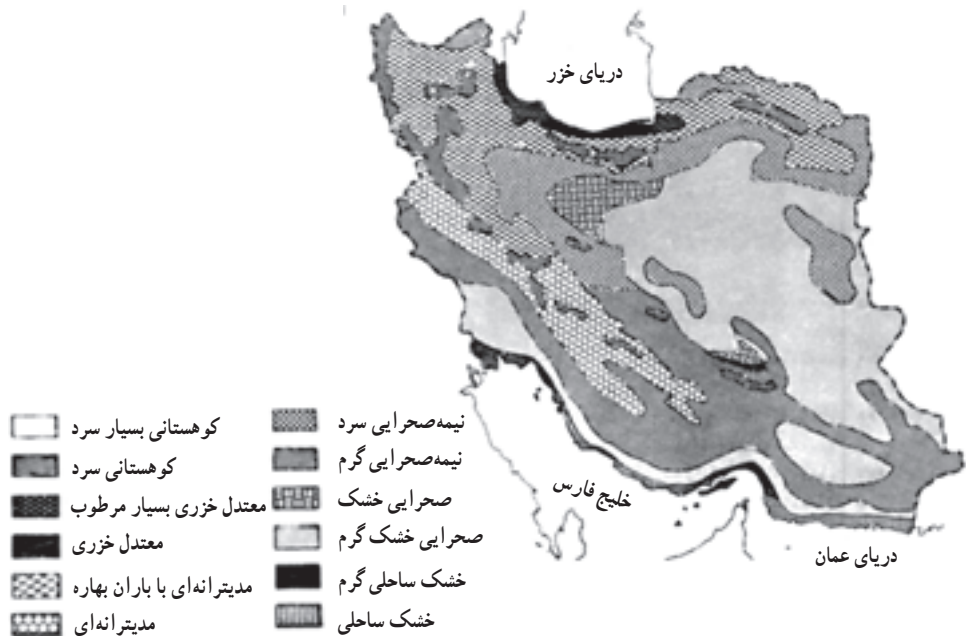 دریای خزر
خلیج فارس
دریای عمان
نیمه‌صحرایی سرد
نیمه‌صحرایی گرم
صحرایی خشک
صحرایی خشک گرم
خشک ساحلی گرم
خشک ساحلی
کوهستانی بسیار سرد
کوهستانی سرد
معتدل خزری بسیار مرطوب
معتدل خزری
مدیترانه‌ای با باران بهاره
مدیترانه‌ای